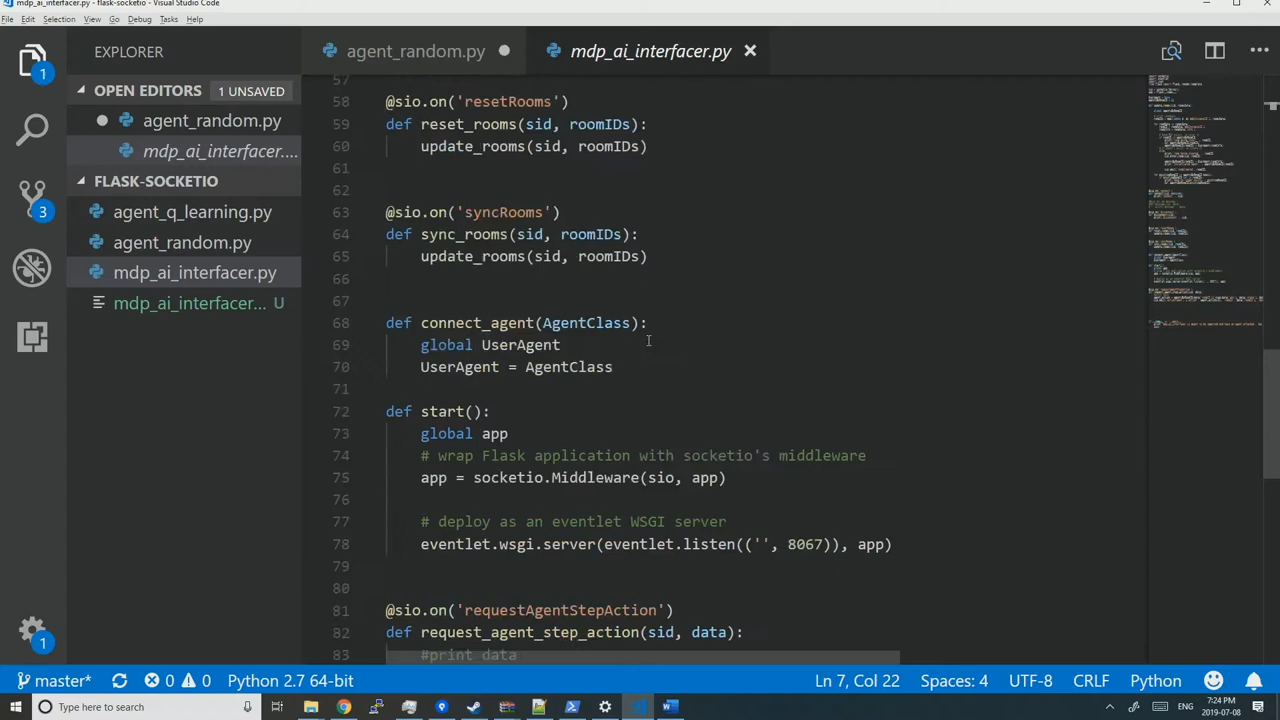 mdp_ai_interfacer.py - flask-socketio - Visual Studio Code
File Edit Selection View Go Debug Tasks Help
EXPLORER
agent_random.py
mdp_ai_interfacer.py
OPEN EDITORS 1 UNSAVED
agent_random.py
mdp_ai_interfacer....
FLASK-SOCKETIO
agent_q_learning.py
agent_random.py
mdp_ai_interfacer.py
mdp_ai_interfacer... U
1
3
1
57
58 @sio.on('resetRooms')
59 def reset_rooms(sid, roomIDs):
60 update_rooms(sid, roomIDs)
61
62
63 @sio.on('syncRooms')
64 def sync_rooms(sid, roomIDs):
65 update_rooms(sid, roomIDs)
66
67
68 def connect_agent(AgentClass):
69 global UserAgent
70 UserAgent = AgentClass
71
72 def start():
73 global app
74 # wrap Flask application with socketio's middleware
75 app = socketio.Middleware(sio, app)
76
77 # deploy as an eventlet WSGI server
78 eventlet.wsgi.server(eventlet.listen(('', 8067)), app)
79
80
81 @sio.on('requestAgentStepAction')
82 def request_agent_step_action(sid, data):
83 #print data
master* 0 0 Python 2.7 64-bit Ln 7, Col 22 Spaces: 4 UTF-8 CRLF Python
Type here to search
7:24 PM
2019-07-08